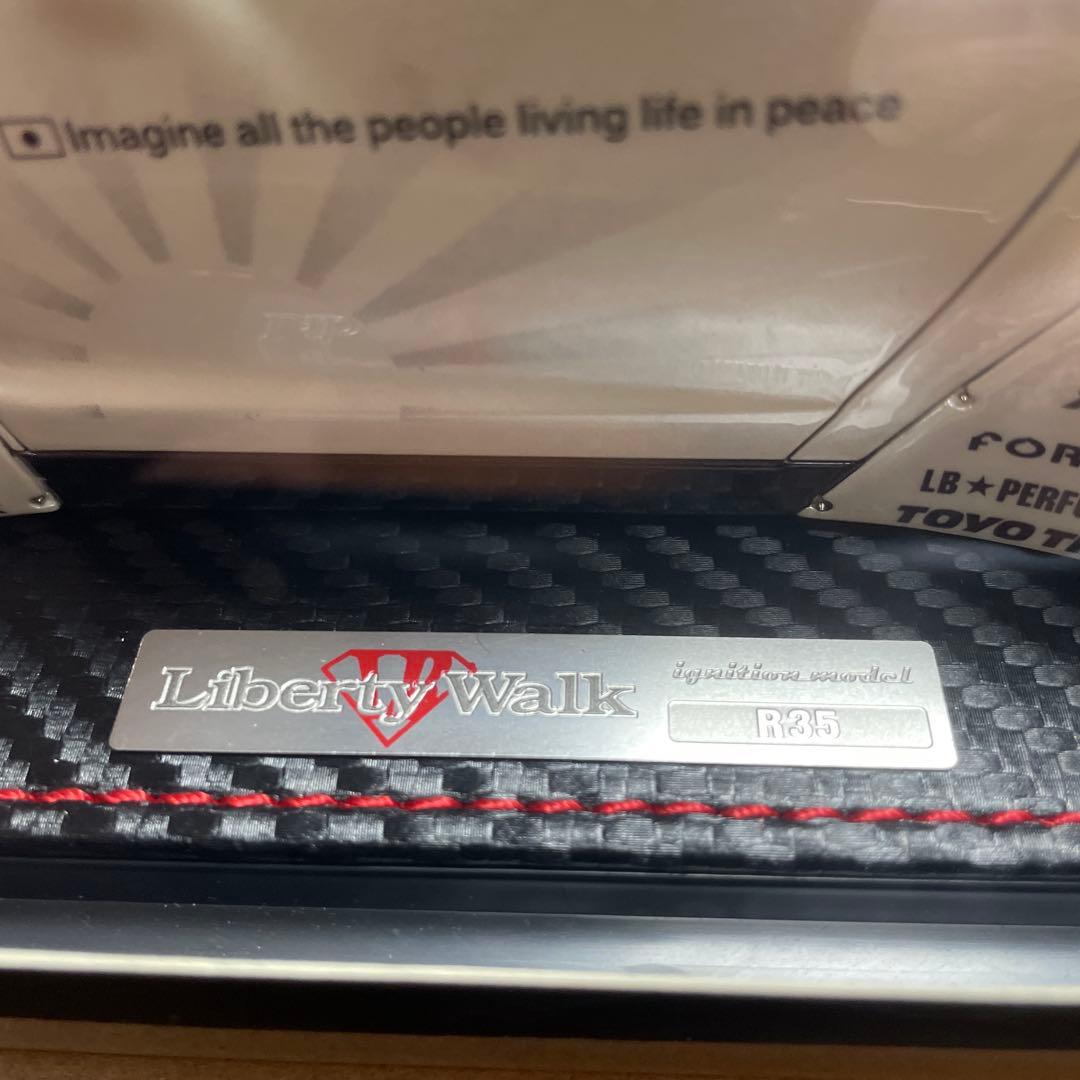 Imagine all the people living life in peace
FOR
LB★PERF
TOYO T
Liberty Walk
ignition model
R35